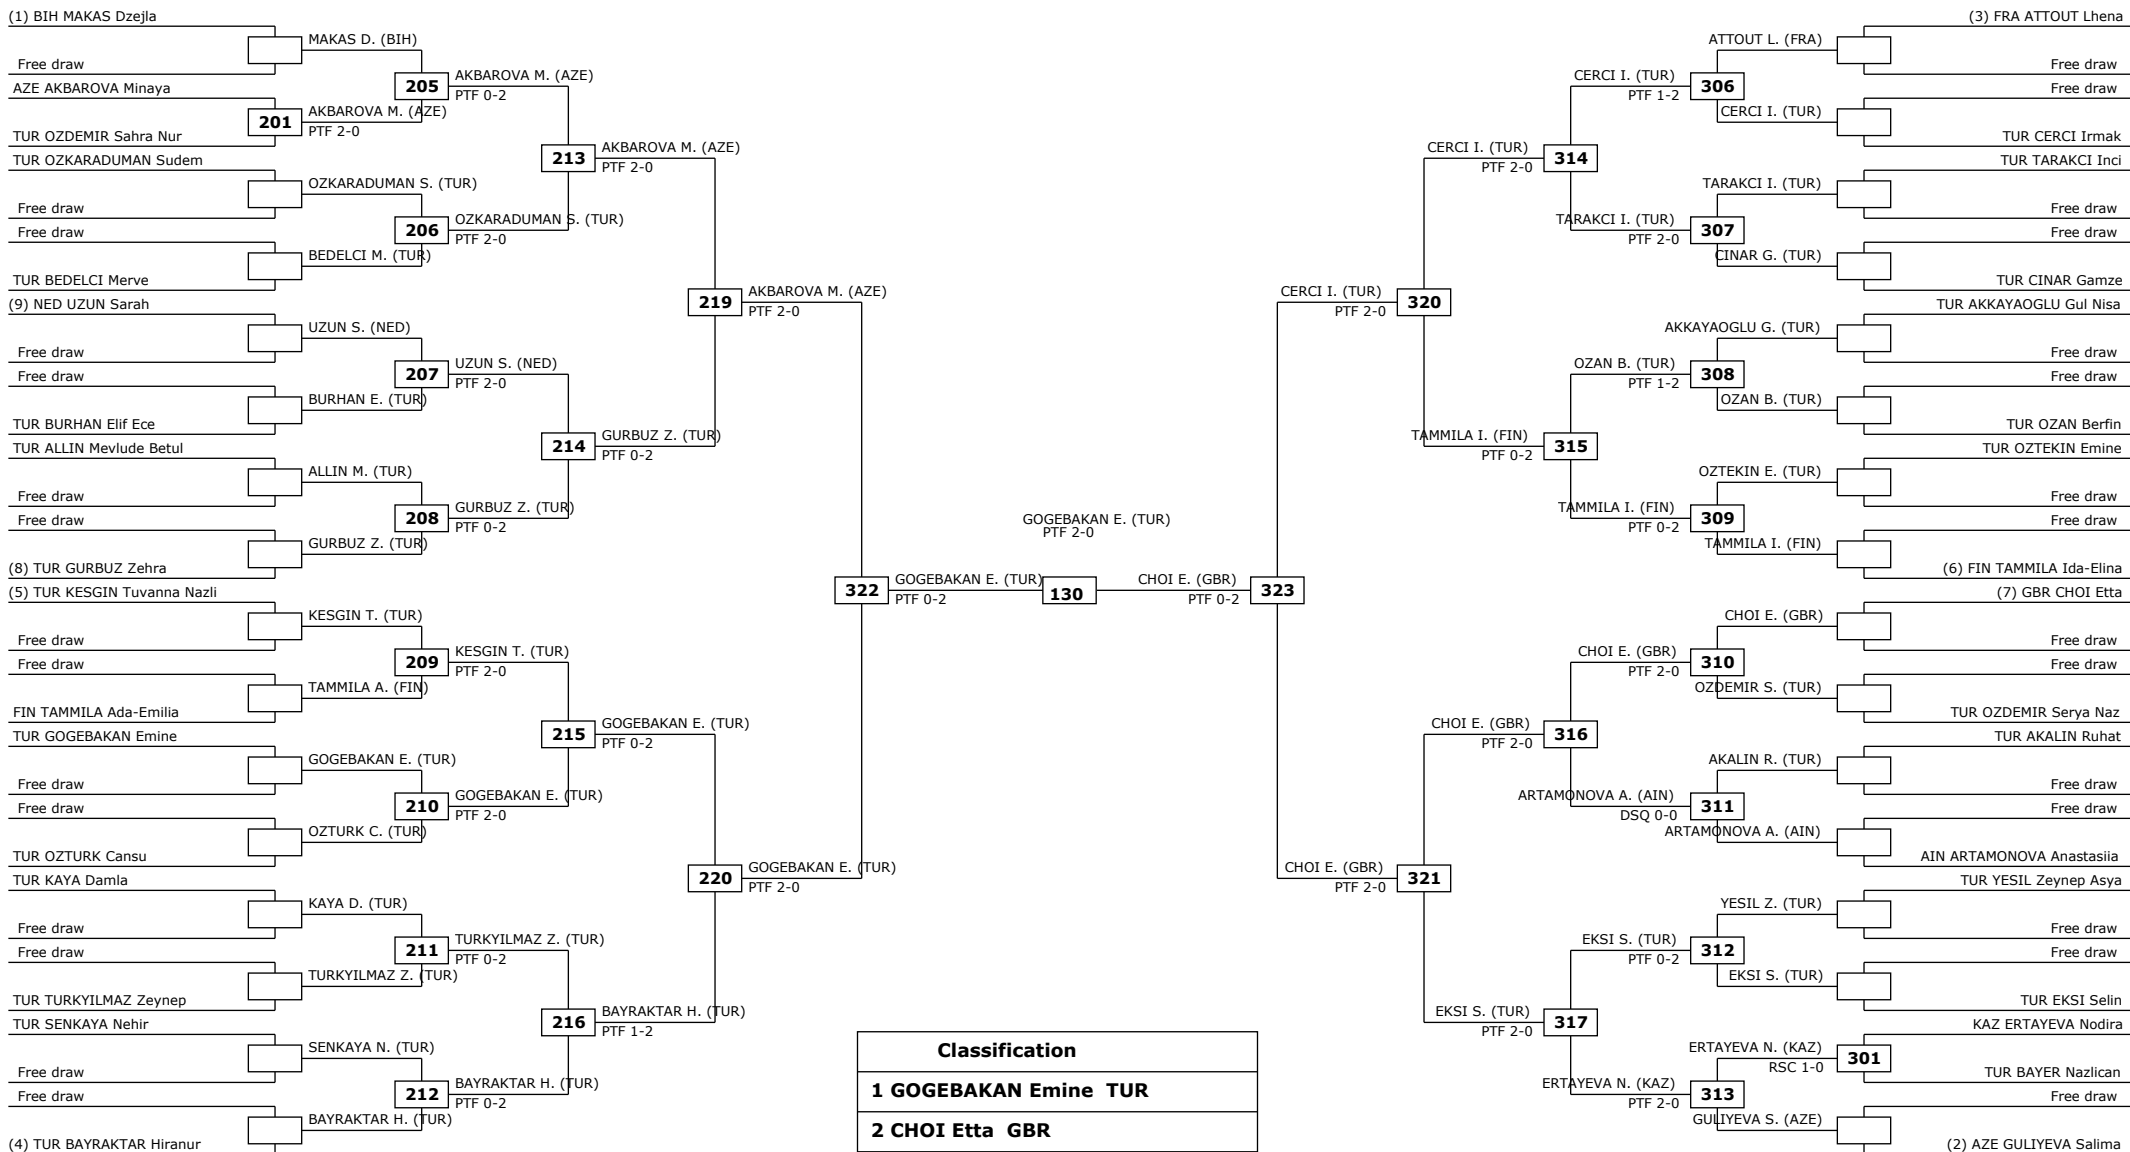 (1) BIH MAKAS Dzejla
MAKAS D. (BIH)
Free draw
205
AKBAROVA M. (AZE)
PTF 0-2
AZE AKBAROVA Minaya
201
AKBAROVA M. (AZE)
PTF 2-0
TUR OZDEMIR Sahra Nur
213
AKBAROVA M. (AZE)
PTF 2-0
TUR OZKARADUMAN Sudem
OZKARADUMAN S. (TUR)
Free draw
206
OZKARADUMAN S. (TUR)
PTF 2-0
Free draw
BEDELCI M. (TUR)
TUR BEDELCI Merve
219
AKBAROVA M. (AZE)
PTF 2-0
(9) NED UZUN Sarah
UZUN S. (NED)
Free draw
207
UZUN S. (NED)
PTF 2-0
Free draw
BURHAN E. (TUR)
TUR BURHAN Elif Ece
214
GURBUZ Z. (TUR)
PTF 0-2
TUR ALLIN Mevlude Betul
ALLIN M. (TUR)
Free draw
208
GURBUZ Z. (TUR)
PTF 0-2
Free draw
GURBUZ Z. (TUR)
(8) TUR GURBUZ Zehra
322
GOGEBAKAN E. (TUR)
PTF 0-2
(5) TUR KESGIN Tuvanna Nazli
KESGIN T. (TUR)
Free draw
209
KESGIN T. (TUR)
PTF 2-0
Free draw
TAMMILA A. (FIN)
FIN TAMMILA Ada-Emilia
215
GOGEBAKAN E. (TUR)
PTF 0-2
TUR GOGEBAKAN Emine
GOGEBAKAN E. (TUR)
Free draw
210
GOGEBAKAN E. (TUR)
PTF 2-0
Free draw
OZTURK C. (TUR)
TUR OZTURK Cansu
220
GOGEBAKAN E. (TUR)
PTF 2-0
TUR KAYA Damla
KAYA D. (TUR)
Free draw
211
TURKYILMAZ Z. (TUR)
PTF 0-2
Free draw
TURKYILMAZ Z. (TUR)
TUR TURKYILMAZ Zeynep
216
BAYRAKTAR H. (TUR)
PTF 1-2
TUR SENKAYA Nehir
SENKAYA N. (TUR)
Free draw
212
BAYRAKTAR H. (TUR)
PTF 0-2
Free draw
BAYRAKTAR H. (TUR)
(4) TUR BAYRAKTAR Hiranur
GOGEBAKAN E. (TUR)
PTF 2-0
130
(3) FRA ATTOUT Lhena
ATTOUT L. (FRA)
Free draw
CERCI I. (TUR)
PTF 1-2
306
Free draw
CERCI I. (TUR)
TUR CERCI Irmak
CERCI I. (TUR)
PTF 2-0
314
TUR TARAKCI Inci
TARAKCI I. (TUR)
Free draw
TARAKCI I. (TUR)
PTF 2-0
307
Free draw
CINAR G. (TUR)
TUR CINAR Gamze
CERCI I. (TUR)
PTF 2-0
320
TUR AKKAYAOGLU Gul Nisa
AKKAYAOGLU G. (TUR)
Free draw
OZAN B. (TUR)
PTF 1-2
308
Free draw
OZAN B. (TUR)
TUR OZAN Berfin
TAMMILA I. (FIN)
PTF 0-2
315
TUR OZTEKIN Emine
OZTEKIN E. (TUR)
Free draw
TAMMILA I. (FIN)
PTF 0-2
309
Free draw
TAMMILA I. (FIN)
(6) FIN TAMMILA Ida-Elina
CHOI E. (GBR)
PTF 0-2
323
(7) GBR CHOI Etta
CHOI E. (GBR)
Free draw
CHOI E. (GBR)
PTF 2-0
310
Free draw
OZDEMIR S. (TUR)
TUR OZDEMIR Serya Naz
CHOI E. (GBR)
PTF 2-0
316
TUR AKALIN Ruhat
AKALIN R. (TUR)
Free draw
ARTAMONOVA A. (AIN)
DSQ 0-0
311
Free draw
ARTAMONOVA A. (AIN)
AIN ARTAMONOVA Anastasiia
CHOI E. (GBR)
PTF 2-0
321
TUR YESIL Zeynep Asya
YESIL Z. (TUR)
Free draw
EKSI S. (TUR)
PTF 0-2
312
Free draw
EKSI S. (TUR)
TUR EKSI Selin
EKSI S. (TUR)
PTF 2-0
317
KAZ ERTAYEVA Nodira
ERTAYEVA N. (KAZ)
RSC 1-0
301
TUR BAYER Nazlican
ERTAYEVA N. (KAZ)
PTF 2-0
313
Free draw
GULIYEVA S. (AZE)
(2) AZE GULIYEVA Salima
Classification
1 GOGEBAKAN Emine TUR
2 CHOI Etta GBR